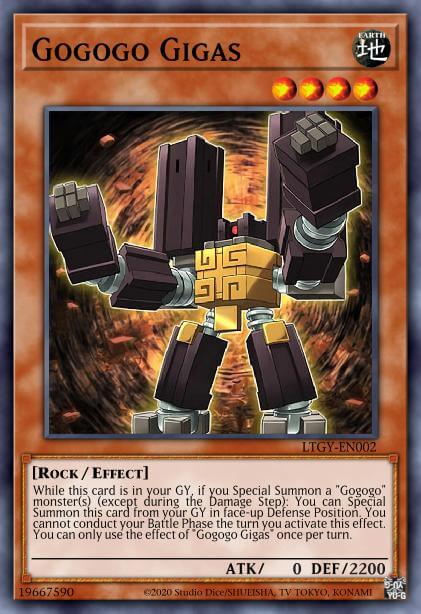 Gogogo Gigas
EARTH
地
LTGY-EN002
[Rock / Effect]
While this card is in your GY, if you Special Summon a "Gogogo"
monster(s) (except during the Damage Step): You can Special
Summon this card from your GY in face-up Defense Position. You
cannot conduct your Battle Phase the turn you activate this effect.
You can only use the effect of "Gogogo Gigas" once per turn.
ATK/ 0 DEF/2200
19667590
©2020 Studio Dice/SHUEISHA, TV TOKYO, KONAMI